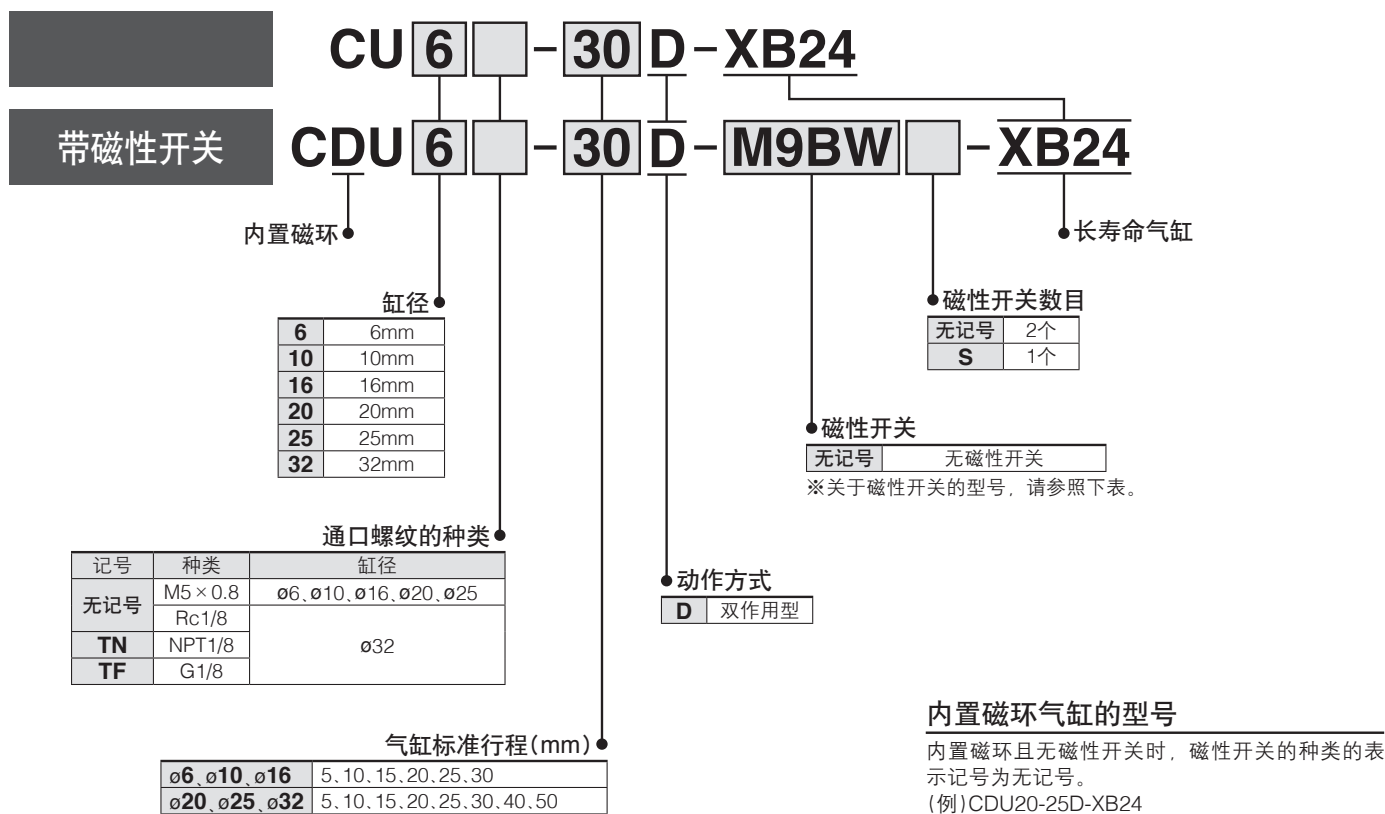 CU 6 - 30 D - XB24
带磁性开关 CDU 6 - 30 D - M9BW - XB24
内置磁环
长寿命气缸
缸径
6 6mm
10 10mm
16 16mm
20 20mm
25 25mm
32 32mm
磁性开关数目
无记号 2个
S 1个
磁性开关
无记号 无磁性开关
※关于磁性开关的型号，请参照下表。
通口螺纹的种类
记号 种类 缸径
无记号 M5×0.8 ø6、ø10、ø16、ø20、ø25
Rc1/8 ø32
TN NPT1/8
TF G1/8
动作方式
D 双作用型
气缸标准行程(mm)
ø6、ø10、ø16 5、10、15、20、25、30
ø20、ø25、ø32 5、10、15、20、25、30、40、50
内置磁环气缸的型号
内置磁环且无磁性开关时，磁性开关的种类的表
示记号为无记号。
(例)CDU20-25D-XB24